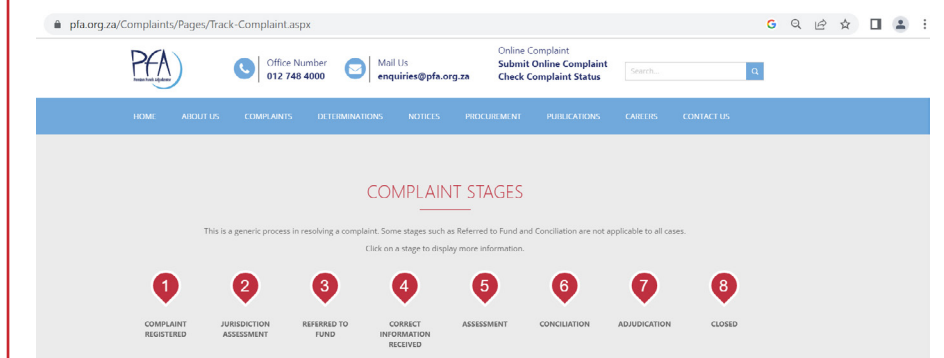 pfa.org.za/Complaints/Pages/Track-Complaint.aspx
PFA
Pension Funds Adjudicator
Office Number
012 748 4000
Mail Us
enquiries@pfa.org.za
Online Complaint
Submit Online Complaint
Check Complaint Status
Search...
HOME ABOUT US COMPLAINTS DETERMINATIONS NOTICES PROCUREMENT PUBLICATIONS CAREERS CONTACT US
COMPLAINT STAGES
This is a generic process in resolving a complaint. Some stages such as Referred to Fund and Conciliation are not applicable to all cases.
Click on a stage to display more information.
1 2 3 4 5 6 7 8
COMPLAINT REGISTERED
JURISDICTION ASSESSMENT
REFERRED TO FUND
CORRECT INFORMATION RECEIVED
ASSESSMENT
CONCILIATION
ADJUDICATION
CLOSED